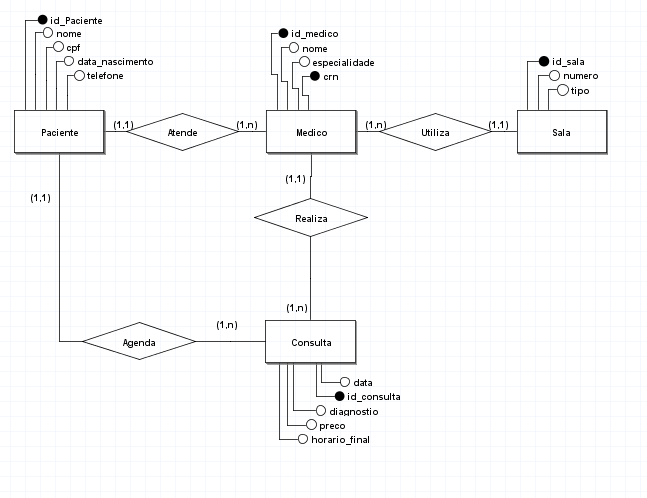 id_Paciente
nome
cpf
data_nascimento
telefone
id_medico
nome
especialidade
crn
id_sala
numero
tipo
Paciente
(1,1)
Atende
(1,n)
Medico
(1,n)
Utiliza
(1,1)
Sala
(1,1)
(1,1)
Realiza
(1,n)
(1,n)
Agenda
Consulta
data
id_consulta
diagnostio
preco
horario_final